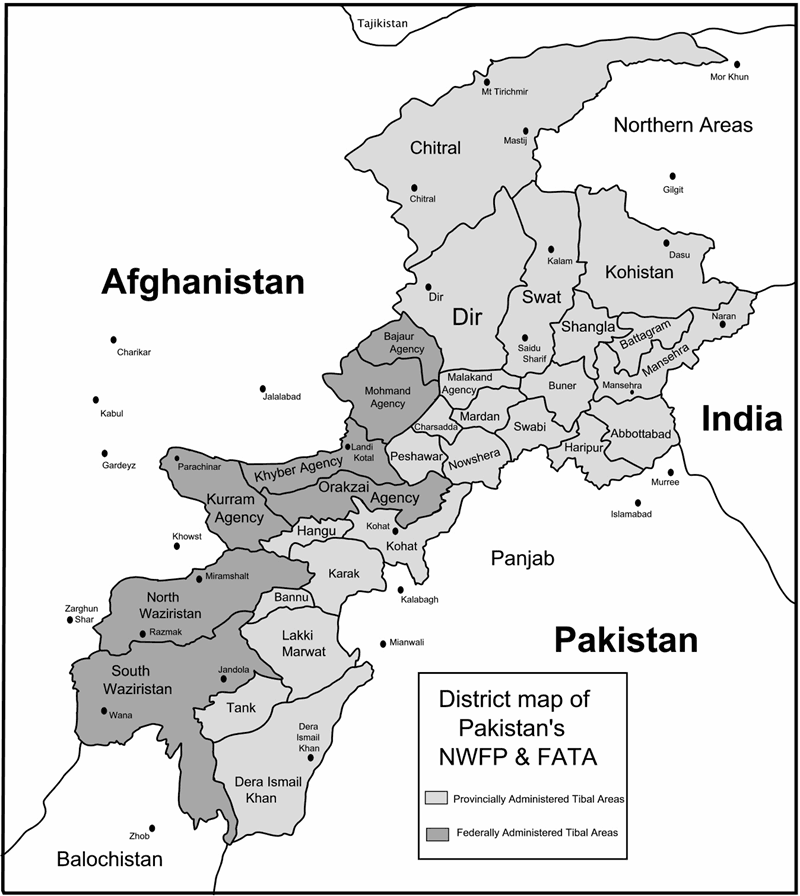 Tajikistan
Mor Khun
Mt Tirichmir
Northern Areas
Mastij
Chitral
Gilgit
Chitral
Dasu
Kalam
Kohistan
Afghanistan
Dir
Swat
Dir
Naran
Shangla
Battagram
Charikar
Bajaur
Agency
Saidu
Sharif
Mansehra
Malakand
Agency
Buner
Mansehra
Jalalabad
Mohmand
Agency
Kabul
Mardan
India
Charsadda
Swabi
Abbottabad
Landi
Kotal
Haripur
Gardeyz
Parachinar
Khyber Agency
Peshawar
Nowshera
Murree
Orakzai
Agency
Kurram
Agency
Islamabad
Khowst
Hangu
Kohat
Kohat
Panjab
Miramshalt
Karak
Kalabagh
North
Waziristan
Bannu
Zarghun
Shar
Razmak
Lakki
Marwat
Mianwali
Pakistan
South
Waziristan
Jandola
Wana
Tank
Dera
Ismail
Khan
Dera Ismail
Khan
Zhob
Balochistan
District map of
Pakistan's
NWFP & FATA
Provincially Administered Tibal Areas
Federally Administered Tibal Areas